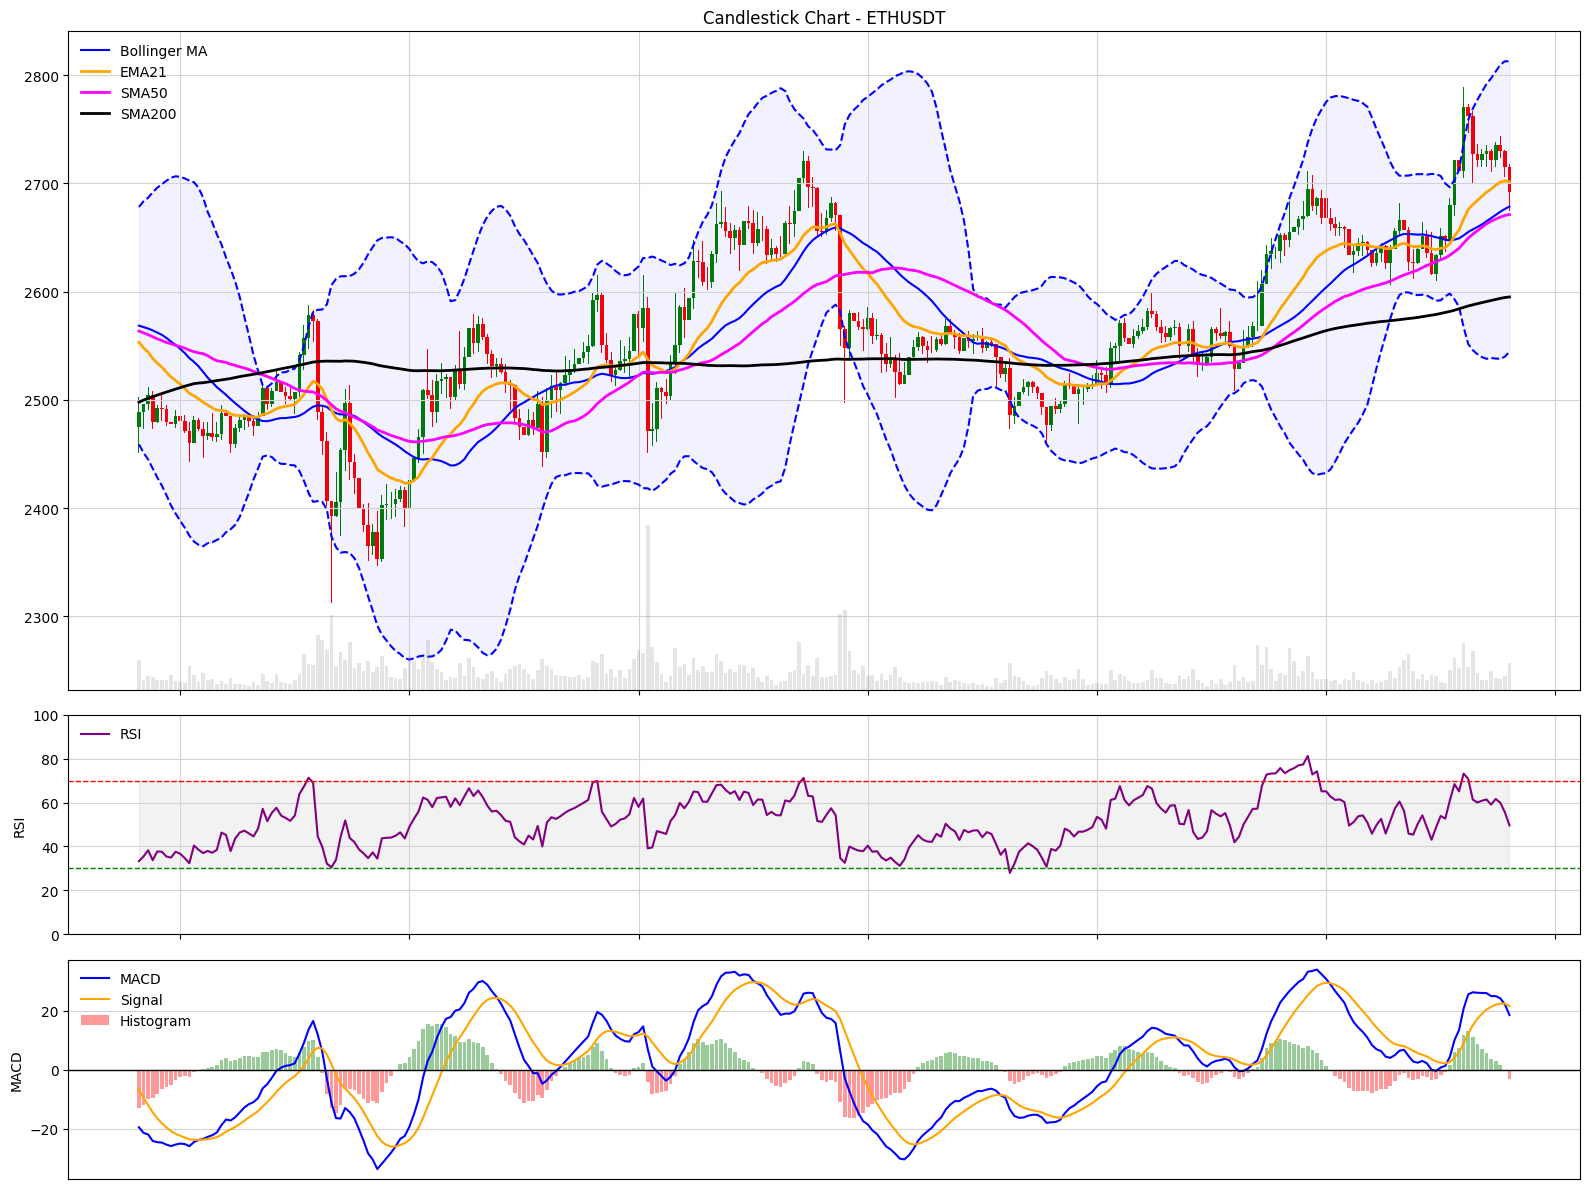 Candlestick Chart - ETHUSDT
Bollinger MA
EMA21
SMA50
SMA200
2800
2700
2600
2500
2400
2300
RSI
100
80
60
40
20
0
RSI
MACD
Signal
Histogram
20
0
−20
MACD